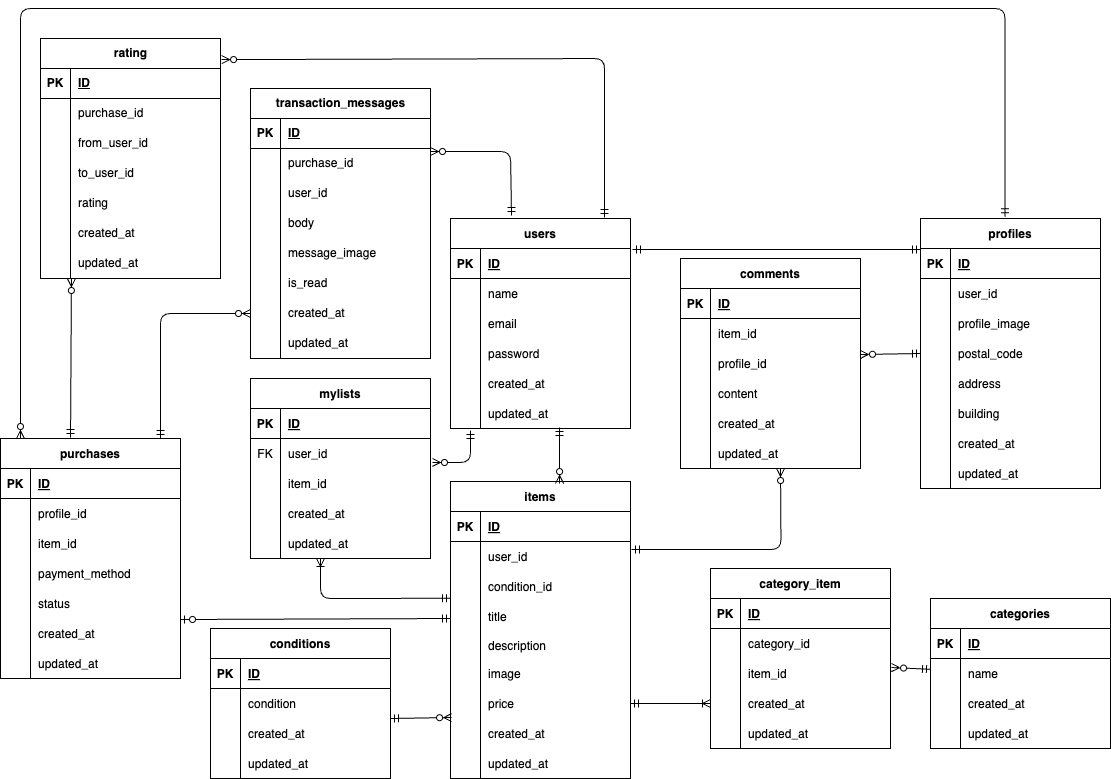 rating
PK ID
purchase_id
from_user_id
to_user_id
rating
created_at
updated_at
transaction_messages
PK ID
purchase_id
user_id
body
message_image
is_read
created_at
updated_at
users
PK ID
name
email
password
created_at
updated_at
profiles
PK ID
user_id
profile_image
postal_code
address
building
created_at
updated_at
comments
PK ID
item_id
profile_id
content
created_at
updated_at
mylists
PK ID
FK user_id
item_id
created_at
updated_at
purchases
PK ID
profile_id
item_id
payment_method
status
created_at
updated_at
items
PK ID
user_id
condition_id
title
description
image
price
created_at
updated_at
conditions
PK ID
condition
created_at
updated_at
category_item
PK ID
category_id
item_id
created_at
updated_at
categories
PK ID
name
created_at
updated_at